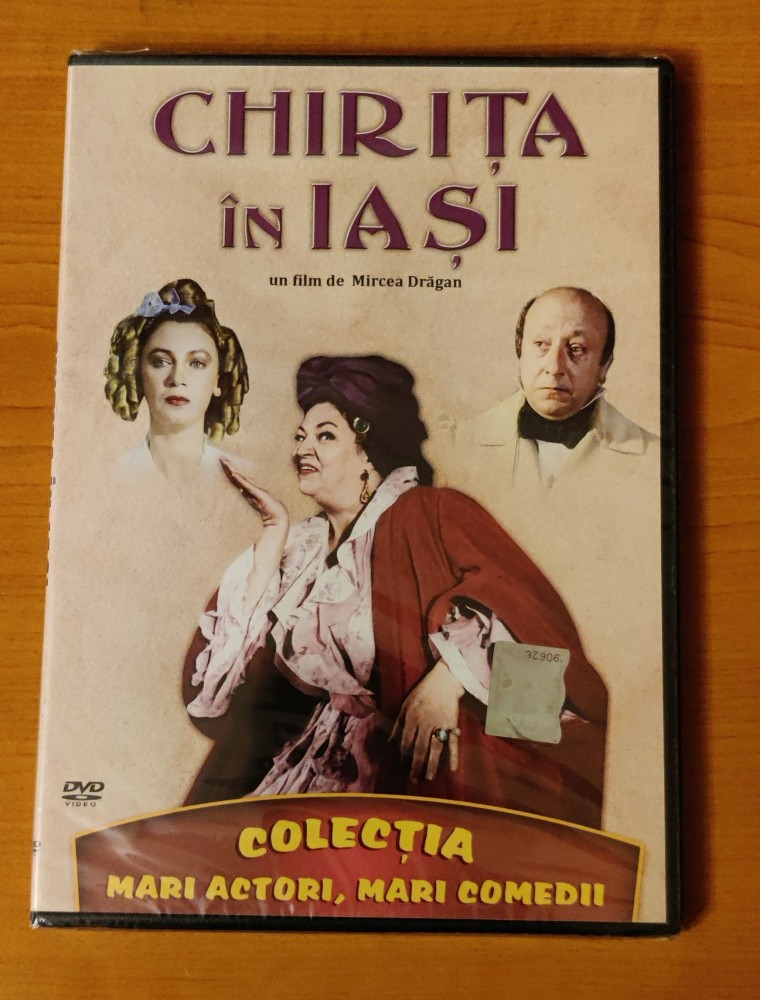 CHIRIȚA
ÎN IAȘI
un film de Mircea Drăgan
DVD
VIDEO
COLECȚIA
MARI ACTORI, MARI COMEDII